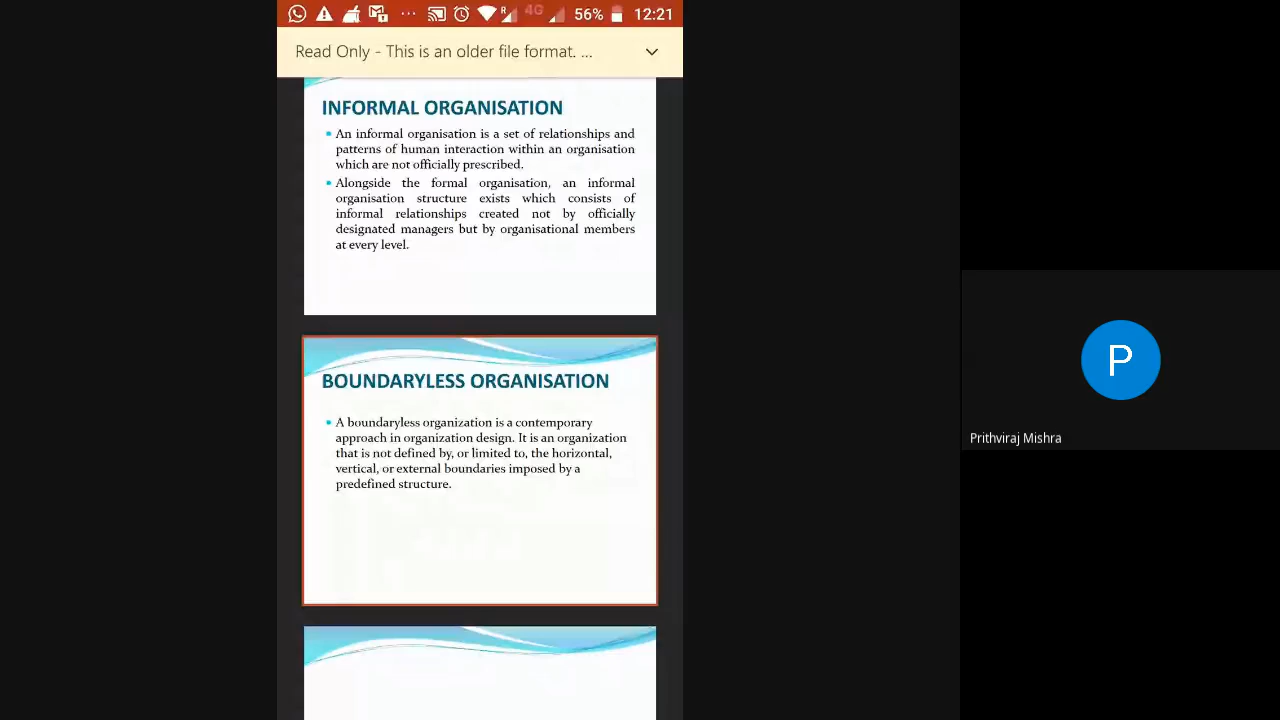 R 4G 56% 12:21
Read Only - This is an older file format. ...
INFORMAL ORGANISATION
• An informal organisation is a set of relationships and
patterns of human interaction within an organisation
which are not officially prescribed.
• Alongside the formal organisation, an informal
organisation structure exists which consists of
informal relationships created not by officially
designated managers but by organisational members
at every level.
BOUNDARYLESS ORGANISATION
• A boundaryless organization is a contemporary
approach in organization design. It is an organization
that is not defined by, or limited to, the horizontal,
vertical, or external boundaries imposed by a
predefined structure.
P
Prithviraj Mishra